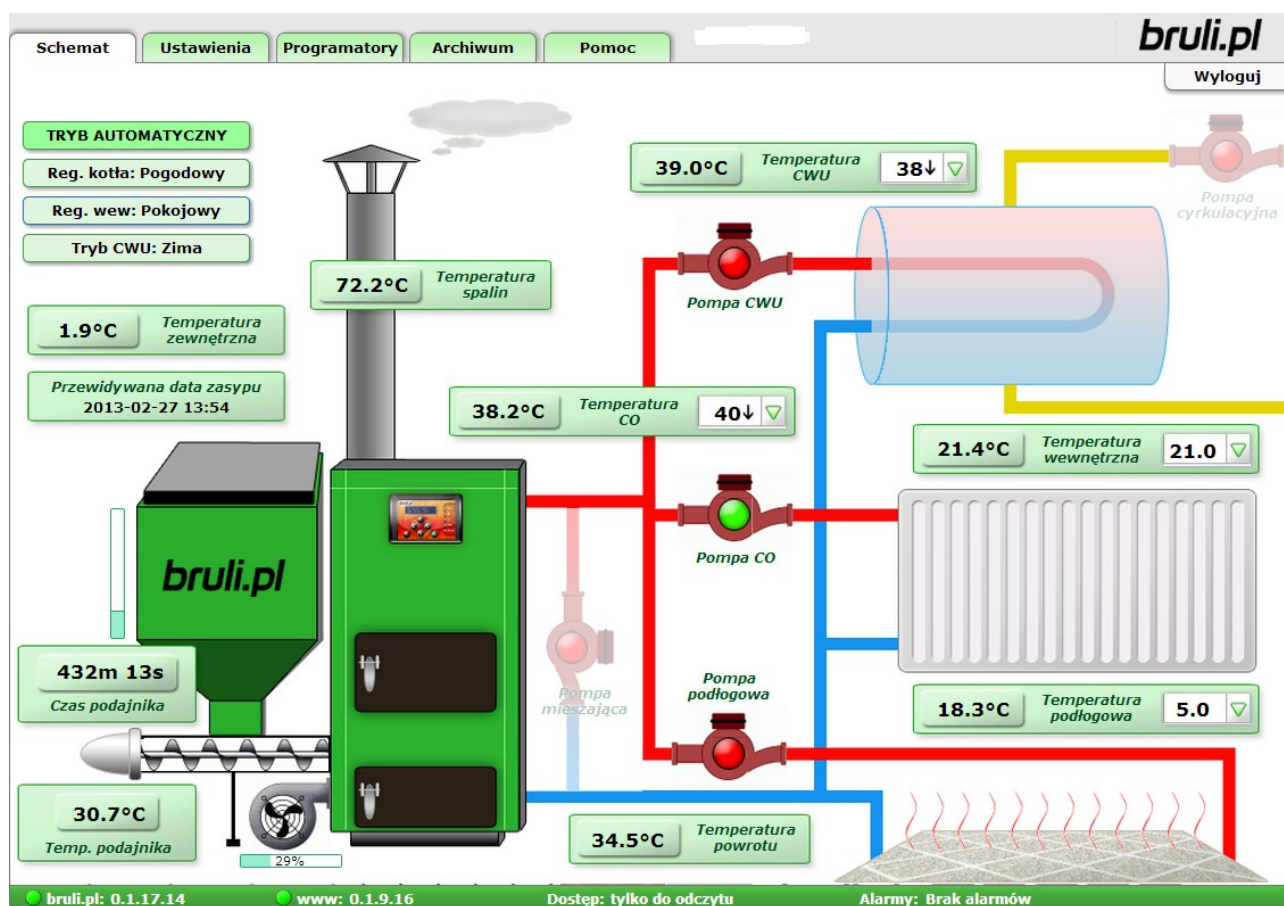 Schemat
Ustawienia
Programatory
Archiwum
Pomoc
bruli.pl
Wyloguj
TRYB AUTOMATYCZNY
Reg. kotła: Pogodowy
Reg. wew: Pokojowy
Tryb CWU: Zima
39.0°C
Temperatura
CWU
38↓
Pompa
cyrkulacyjna
72.2°C
Temperatura
spalin
Pompa CWU
1.9°C
Temperatura
zewnętrzna
Przewidywana data zasypu
2013-02-27 13:54
38.2°C
Temperatura
CO
40↓
21.4°C
Temperatura
wewnętrzna
21.0
bruli.pl
Pompa CO
432m 13s
Czas podajnika
Pompa
mieszająca
Pompa
podłogowa
18.3°C
Temperatura
podłogowa
5.0
30.7°C
Temp. podajnika
29%
34.5°C
Temperatura
powrotu
bruli.pl: 0.1.17.14
www: 0.1.9.16
Dostęp: tylko do odczytu
Alarmy: Brak alarmów